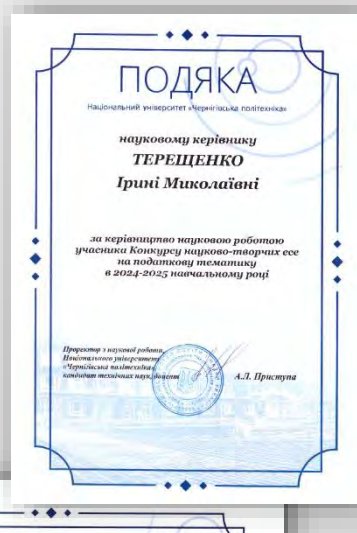 ПОДЯКА
Національний університет «Чернігівська політехніка»
науковому керівнику
ТЕРЕЩЕНКО
Ірині Миколаївні
за керівництво науковою роботою
учасника Конкурсу науково-творчих есе
на податкову тематику
в 2024-2025 навчальному році
Проректор з наукової роботи
Національного університету
«Чернігівська політехніка»
кандидат технічних наук, доцент
А.Л. Приступа